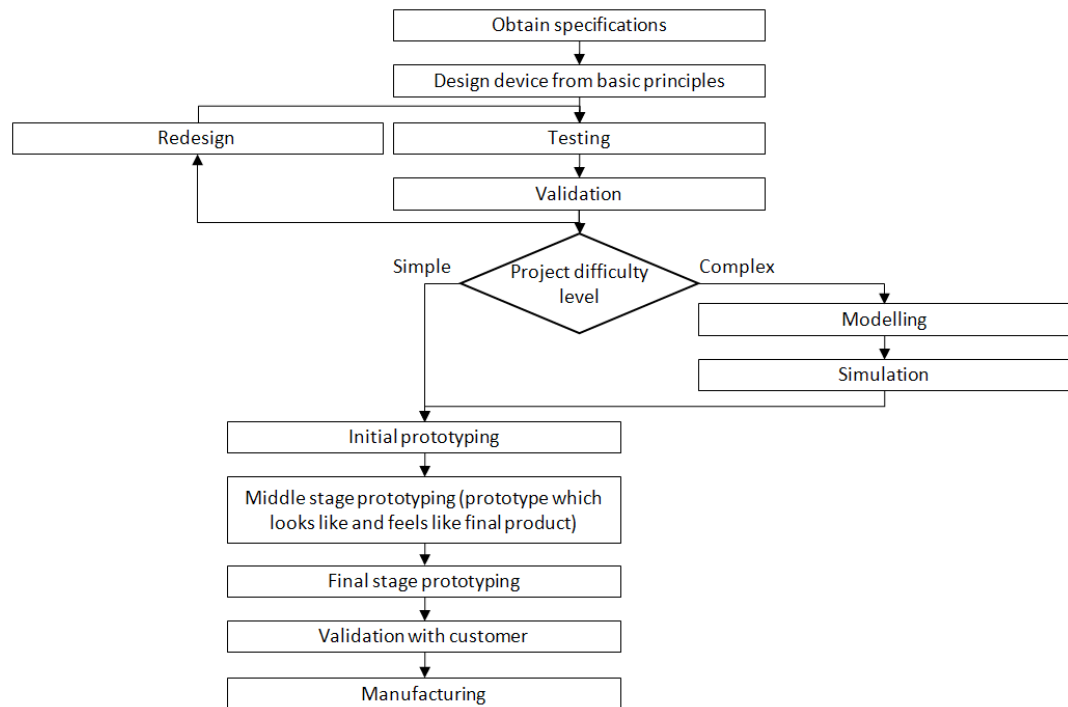 Obtain specifications
Design device from basic principles
Redesign
Testing
Validation
Simple
Project difficulty
level
Complex
Modelling
Simulation
Initial prototyping
Middle stage prototyping (prototype which
looks like and feels like final product)
Final stage prototyping
Validation with customer
Manufacturing